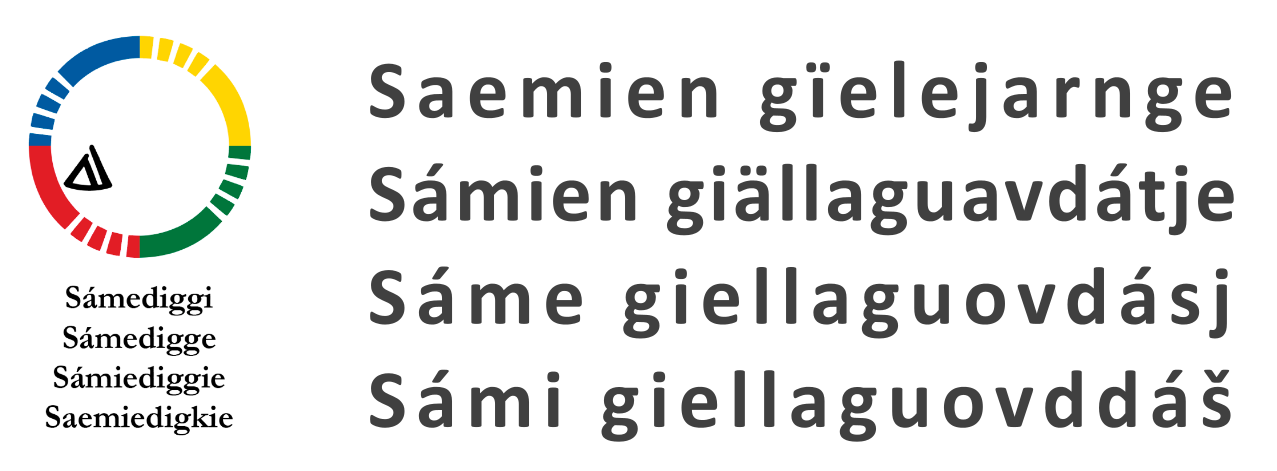 Sámediggi
Sámedigge
Sámiediggie
Saemiedigkie
Saemien gïelejarnge
Sámien giällaguavdátje
Sáme giellaguovdásj
Sámi giellaguovddáš